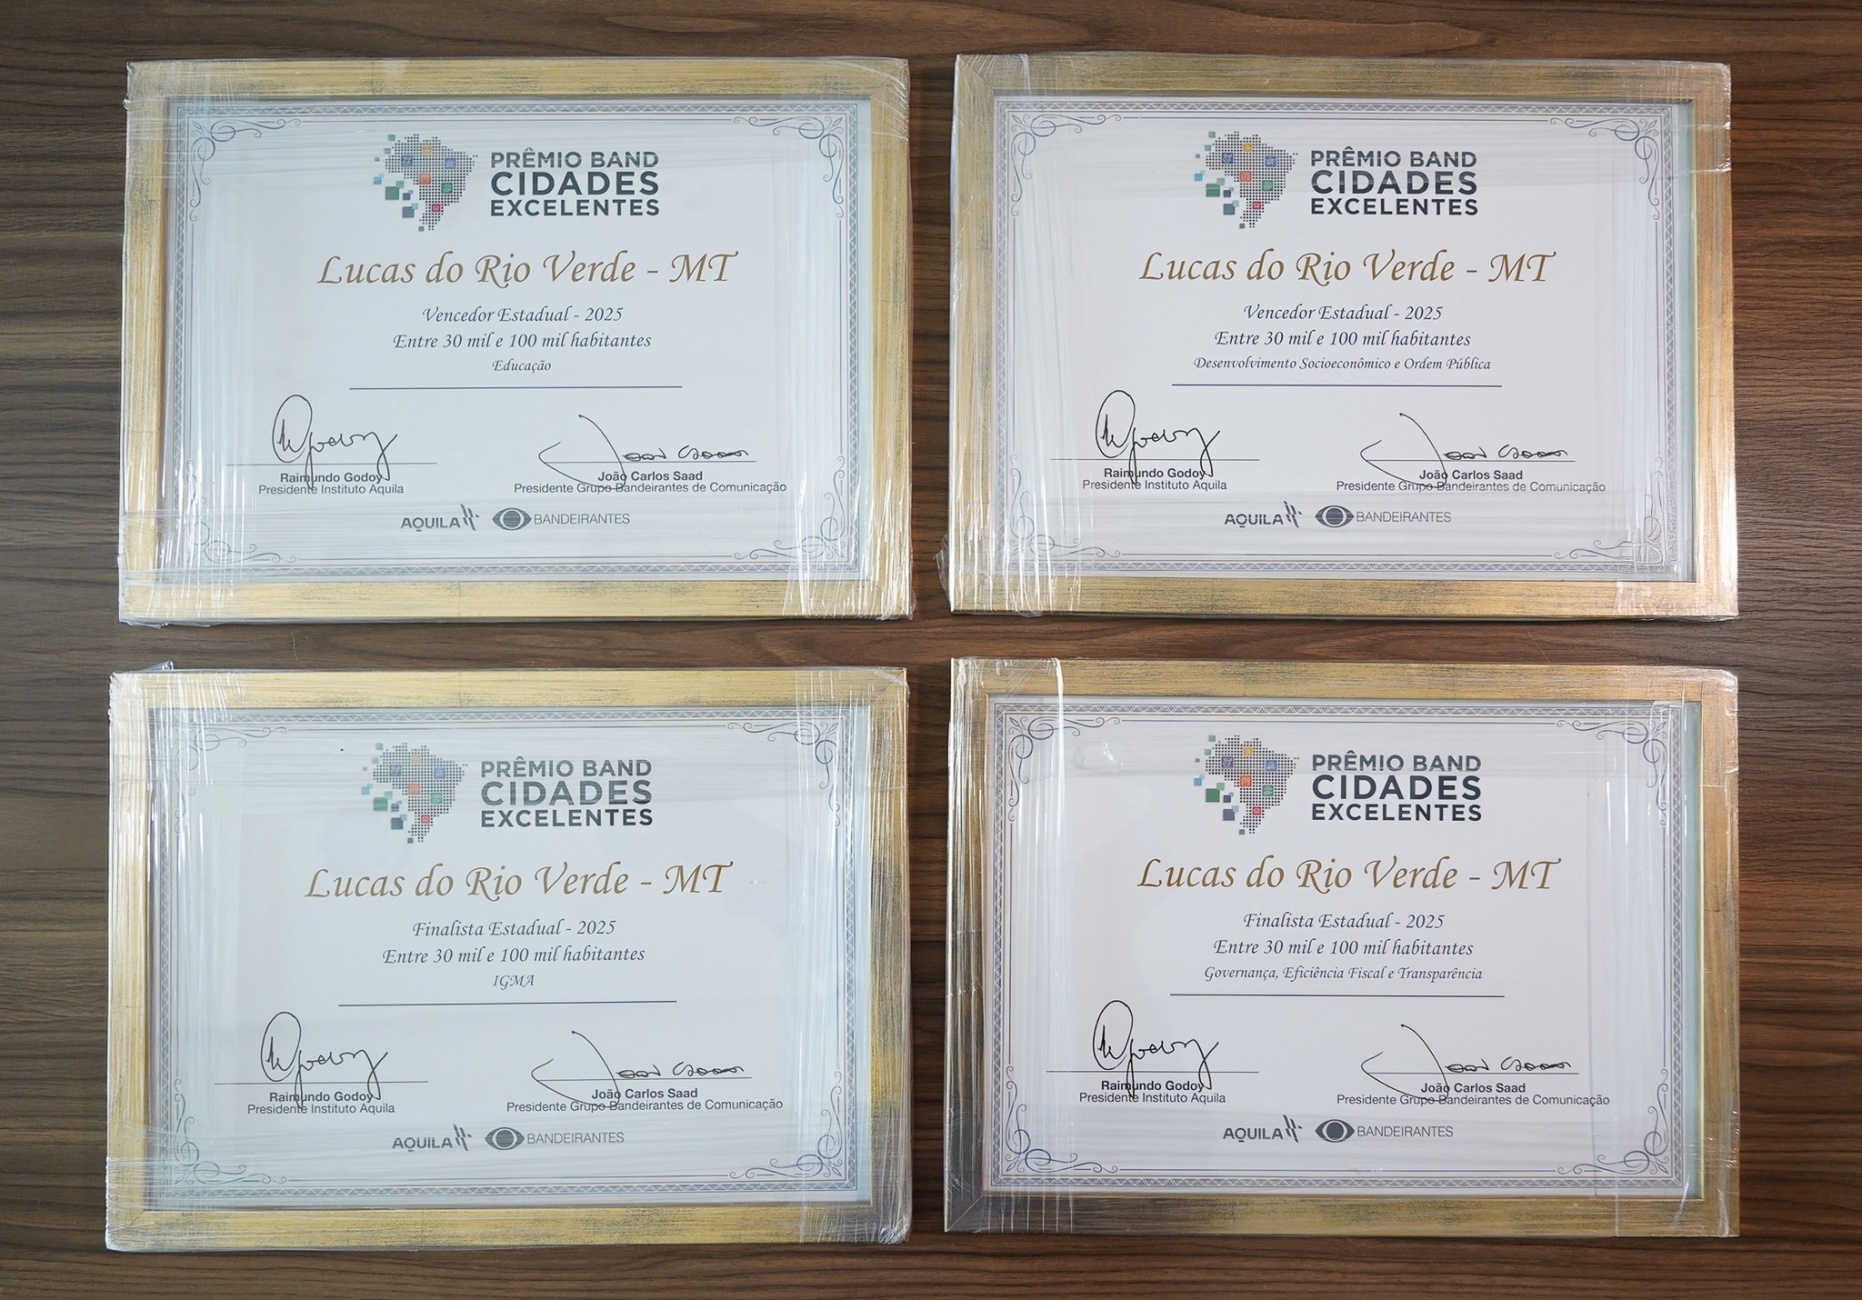 PRÊMIO BAND
CIDADES
EXCELENTES
Lucas do Rio Verde - MT
Vencedor Estadual - 2025
Entre 30 mil e 100 mil habitantes
Educação
Raimundo Godoy
Presidente Instituto Aquila
João Carlos Saad
Presidente Grupo Bandeirantes de Comunicação
AQUILA
BANDEIRANTES
PRÊMIO BAND
CIDADES
EXCELENTES
Lucas do Rio Verde - MT
Vencedor Estadual - 2025
Entre 30 mil e 100 mil habitantes
Desenvolvimento Socioeconômico e Ordem Pública
Raimundo Godoy
Presidente Instituto Aquila
João Carlos Saad
Presidente Grupo Bandeirantes de Comunicação
AQUILA
BANDEIRANTES
PRÊMIO BAND
CIDADES
EXCELENTES
Lucas do Rio Verde - MT
Finalista Estadual - 2025
Entre 30 mil e 100 mil habitantes
IGMA
Raimundo Godoy
Presidente Instituto Aquila
João Carlos Saad
Presidente Grupo Bandeirantes de Comunicação
AQUILA
BANDEIRANTES
PRÊMIO BAND
CIDADES
EXCELENTES
Lucas do Rio Verde - MT
Finalista Estadual - 2025
Entre 30 mil e 100 mil habitantes
Governança, Eficiência Fiscal e Transparência
Raimundo Godoy
Presidente Instituto Aquila
João Carlos Saad
Presidente Grupo Bandeirantes de Comunicação
AQUILA
BANDEIRANTES